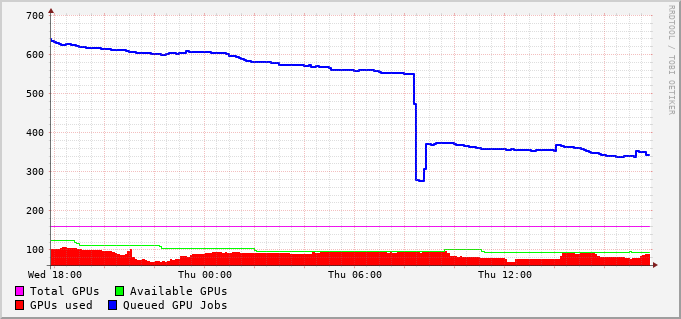 700
600
500
400
300
200
100
Wed 18:00 Thu 00:00 Thu 06:00 Thu 12:00
Total GPUs Available GPUs
GPUs used Queued GPU Jobs
RRDTOOL / TOBI OETIKER